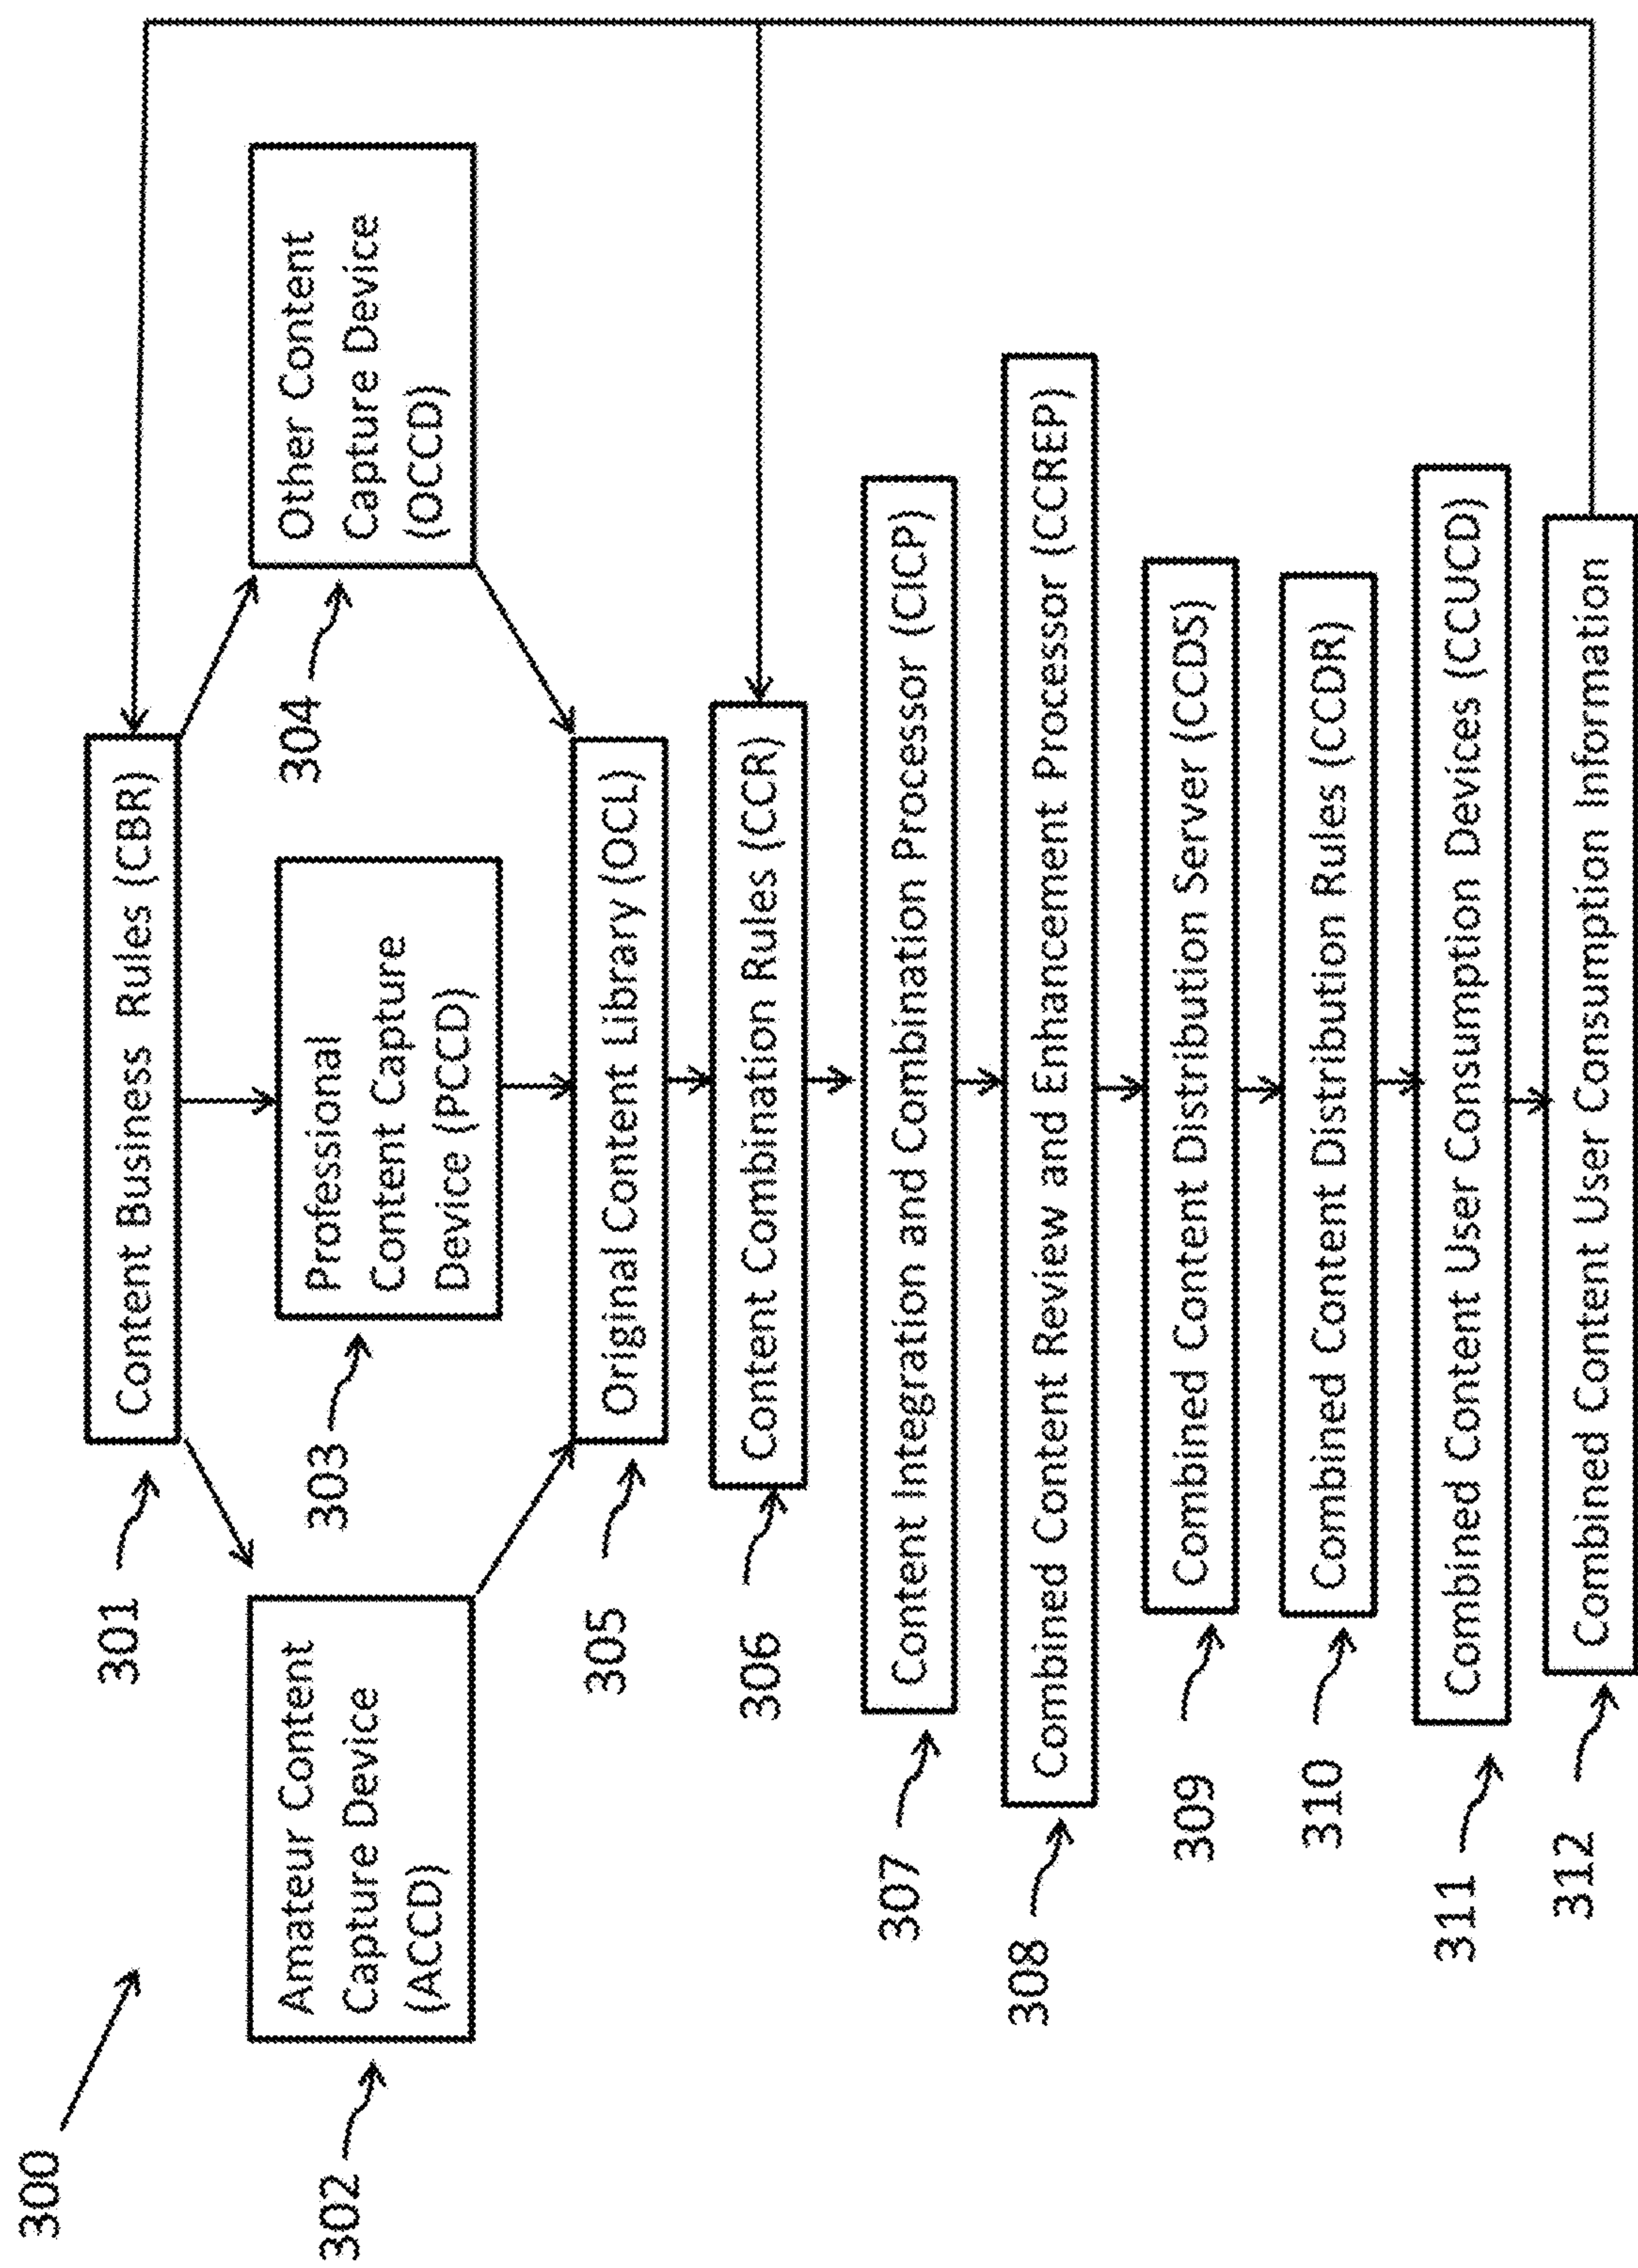 300
301
Content Business Rules (CBR)
302
Amateur Content
Capture Device
(ACCD)
303
Professional
Content Capture
Device (PCCD)
304
Other Content
Capture Device
(OCCD)
305
Original Content Library (OCL)
306
Content Combination Rules (CCR)
307
Content Integration and Combination Processor (CICP)
308
Combined Content Review and Enhancement Processor (CCREP)
309
Combined Content Distribution Server (CCDS)
310
Combined Content Distribution Rules (CCDR)
311
Combined Content User Consumption Devices (CCUCD)
312
Combined Content User Consumption Information